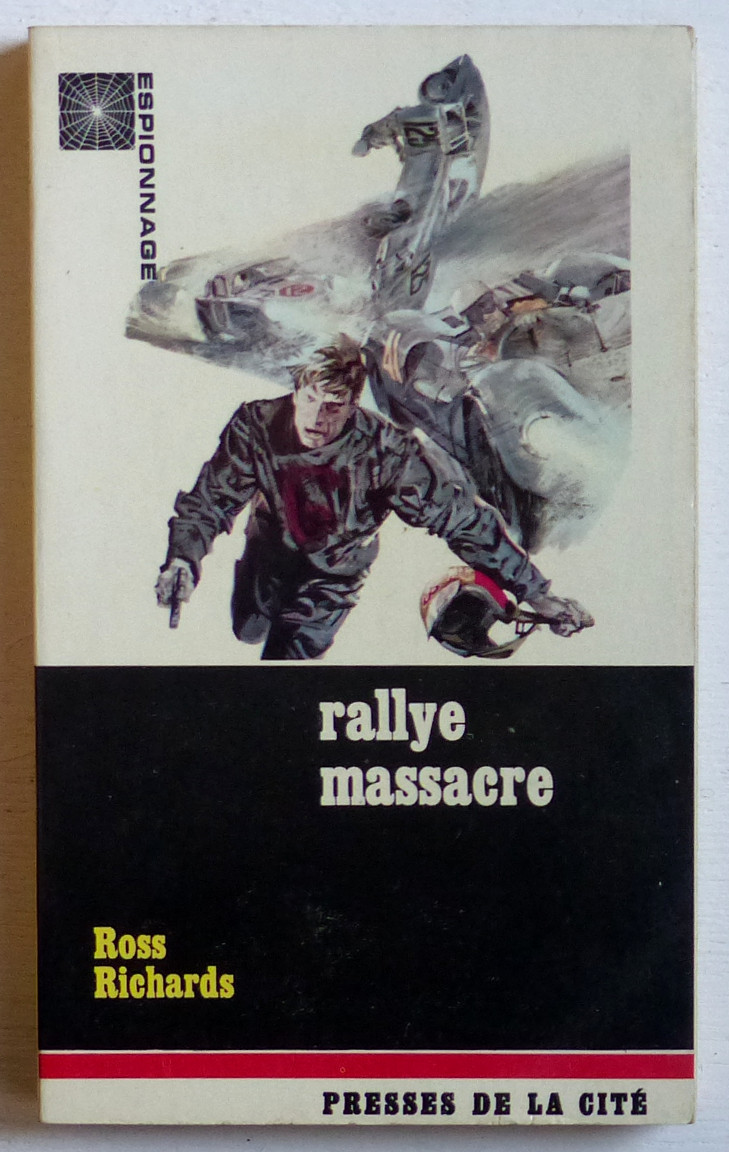 ESPIONNAGE
rallye
massacre
Ross
Richards
PRESSES DE LA CITÉ